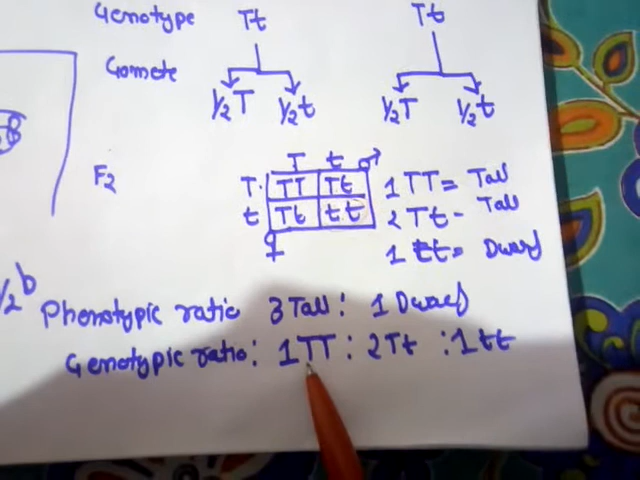 Genotype Tt Tt
Gamete
½T ½t ½T ½t
F2
T t ♂
T. TT Tt 1 TT = Tall
t Tt tt 2 Tt - Tall
♀ 1 tt = Dwarf
½ b
Phenotypic ratio 3 Tall : 1 Dwarf
Genotypic ratio : 1TT : 2Tt : 1 tt